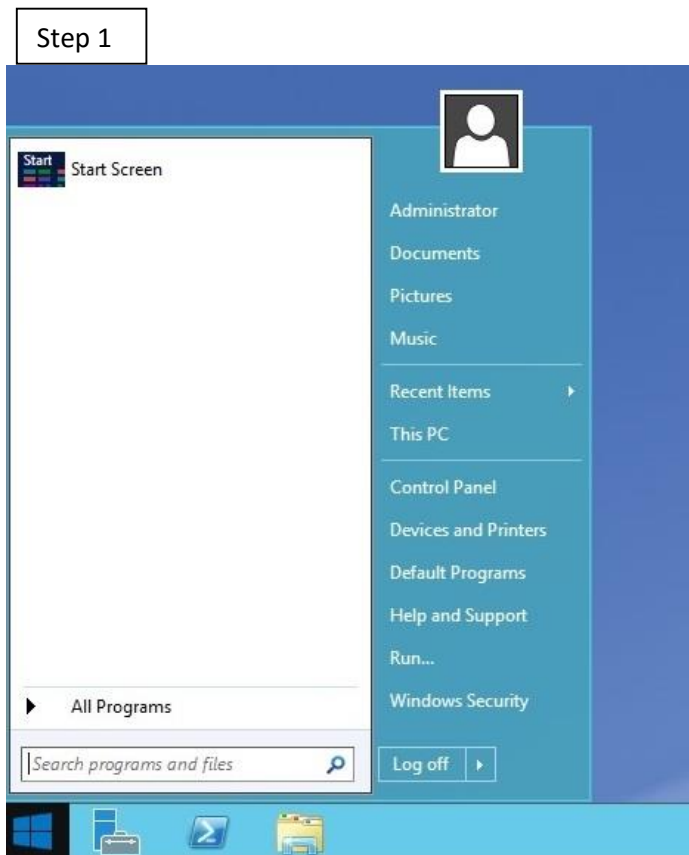 Step 1
Start
Start Screen
Administrator
Documents
Pictures
Music
Recent Items
This PC
Control Panel
Devices and Printers
Default Programs
Help and Support
Run...
Windows Security
All Programs
Search programs and files
Log off